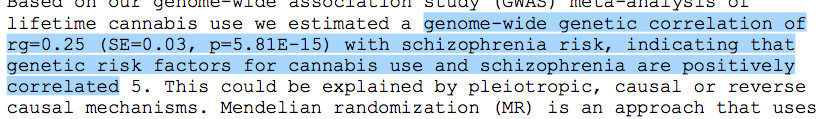 Based on our genome-wide association study (GWAS) meta-analysis of
lifetime cannabis use we estimated a genome-wide genetic correlation of
rg=0.25 (SE=0.03, p=5.81E-15) with schizophrenia risk, indicating that
genetic risk factors for cannabis use and schizophrenia are positively
correlated 5. This could be explained by pleiotropic, causal or reverse
causal mechanisms. Mendelian randomization (MR) is an approach that uses